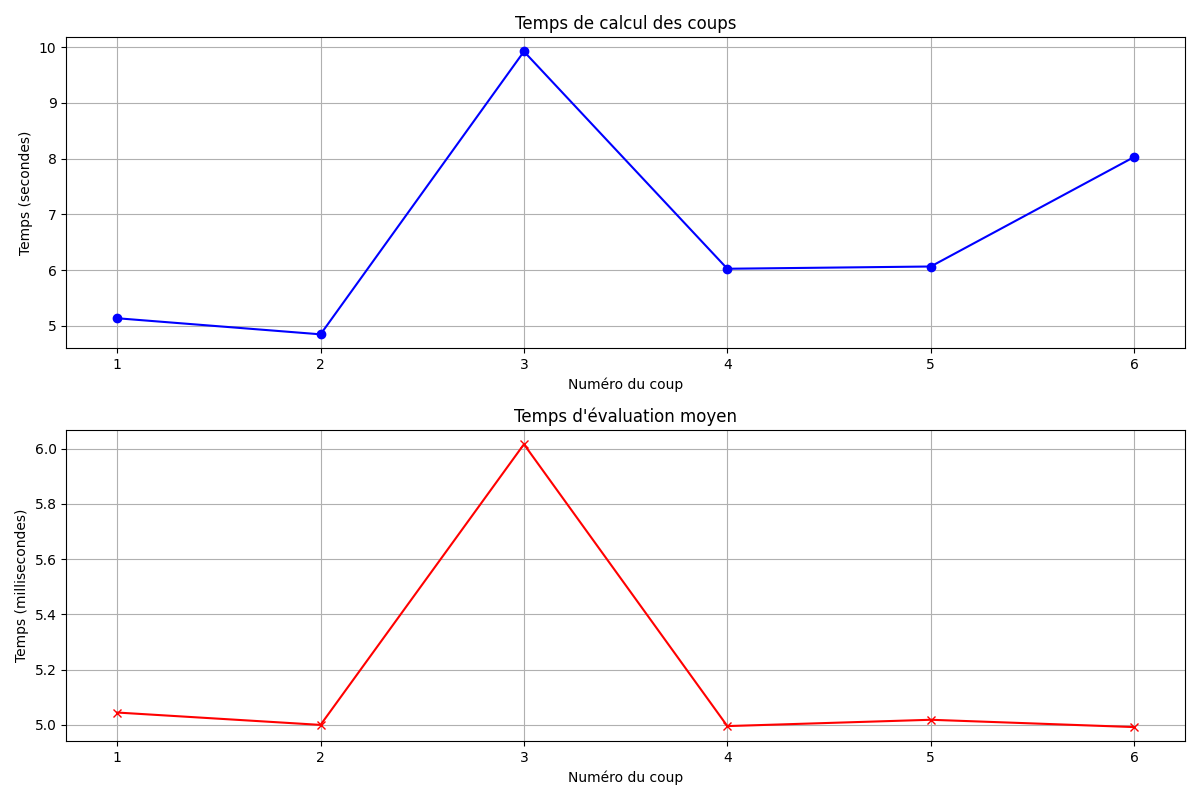 Temps de calcul des coups
10
9
8
7
6
5
Temps (secondes)
1 2 3 4 5 6
Numéro du coup
Temps d'évaluation moyen
6.0
5.8
5.6
5.4
5.2
5.0
Temps (millisecondes)
1 2 3 4 5 6
Numéro du coup